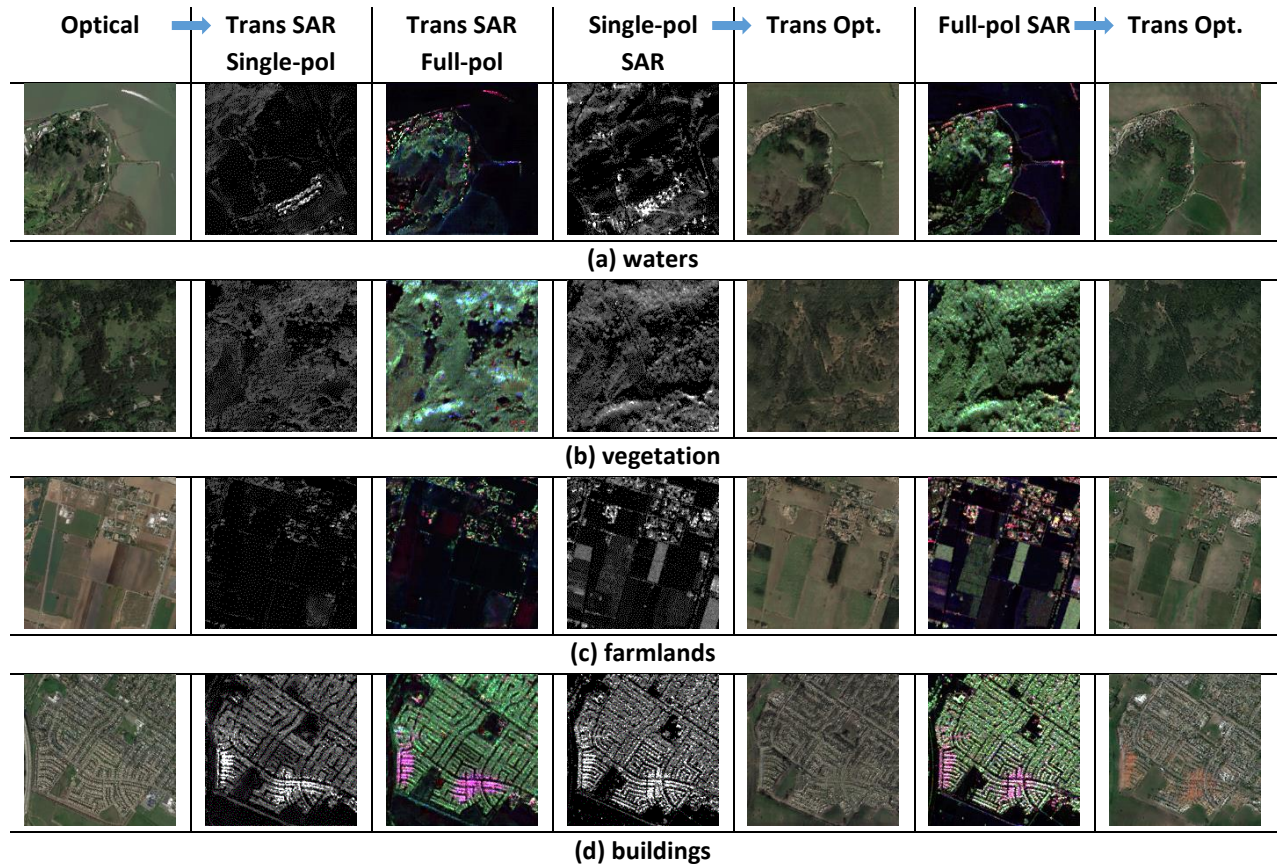 Optical
Trans SAR
Single-pol
Trans SAR
Full-pol
Single-pol
SAR
Trans Opt.
Full-pol SAR
Trans Opt.
(a) waters
(b) vegetation
(c) farmlands
(d) buildings